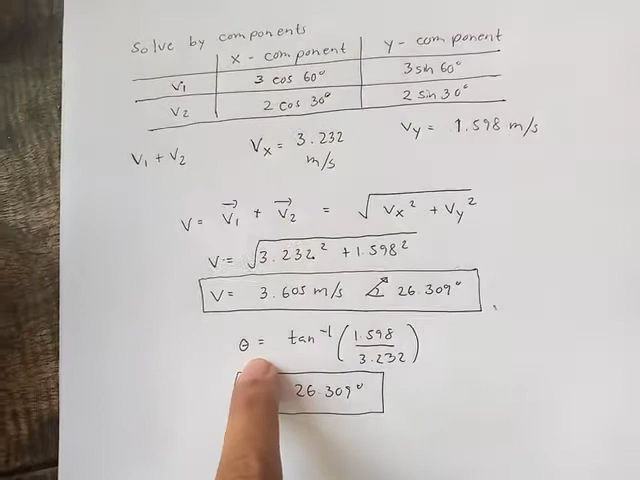 Solve by components
x - component y - component
V₁ 3 cos 60° 3 sin 60°
V₂ 2 cos 30° 2 sin 30°
V₁ + V₂ Vx = 3.232 m/s Vy = 1.598 m/s
V = V⃗₁ + V⃗₂ = √Vx² + Vy²
V = √3.232² + 1.598²
V = 3.605 m/s ∡ 26.309°
θ = tan⁻¹ (1.598 / 3.232)
26.309°